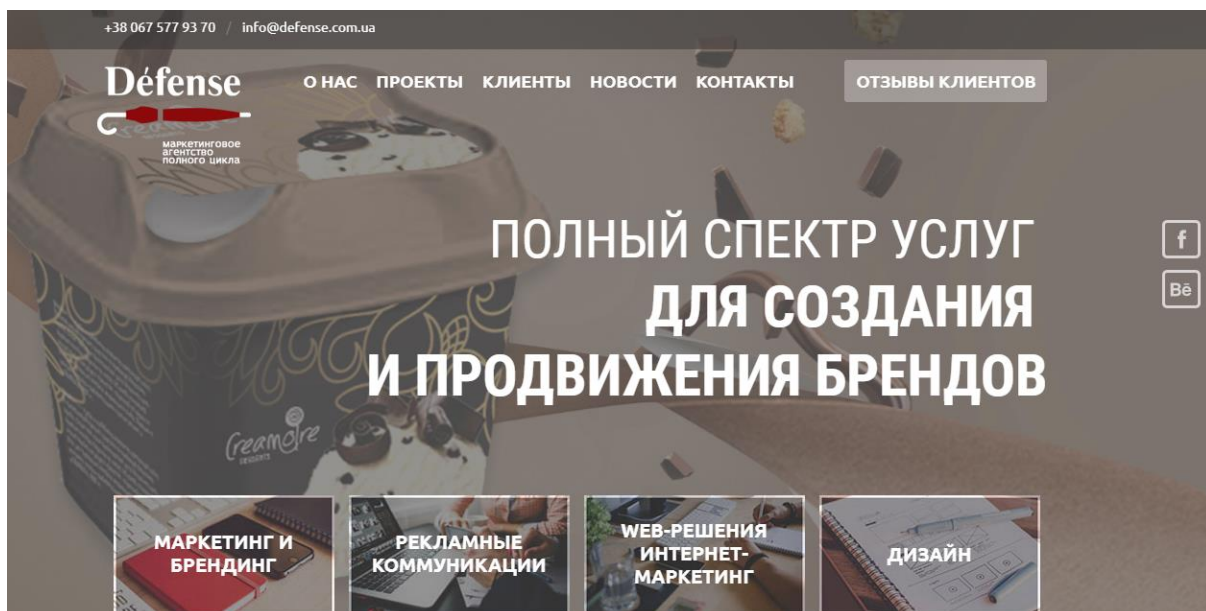 +38 067 577 93 70 / info@defense.com.ua
Défense
маркетинговое
агентство
полного цикла
О НАС ПРОЕКТЫ КЛИЕНТЫ НОВОСТИ КОНТАКТЫ ОТЗЫВЫ КЛИЕНТОВ
ПОЛНЫЙ СПЕКТР УСЛУГ
ДЛЯ СОЗДАНИЯ
И ПРОДВИЖЕНИЯ БРЕНДОВ
f
Bē
Creamoire
DESSERTS
МАРКЕТИНГ И
БРЕНДИНГ
РЕКЛАМНЫЕ
КОММУНИКАЦИИ
WEB-РЕШЕНИЯ
ИНТЕРНЕТ-
МАРКЕТИНГ
ДИЗАЙН